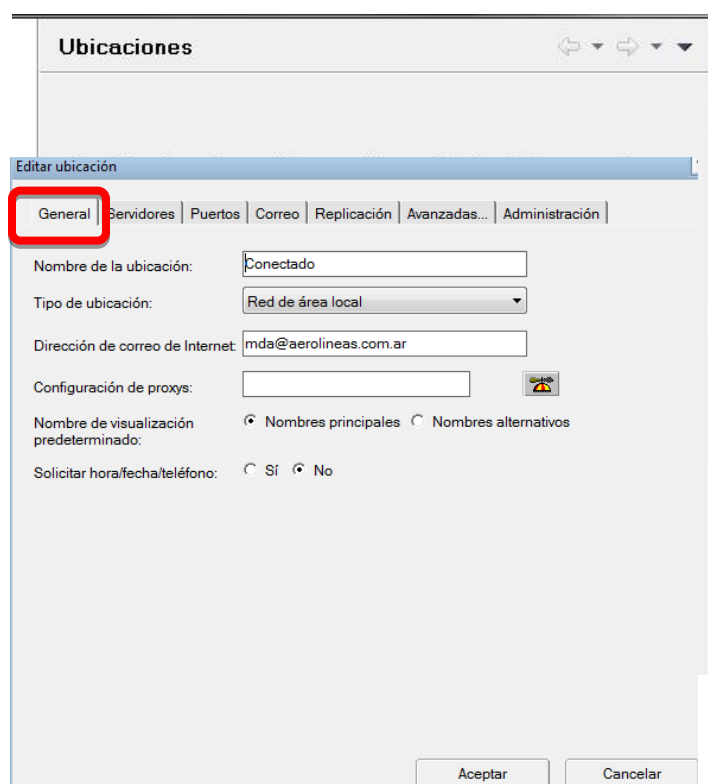 Ubicaciones
Editar ubicación
General Servidores Puertos Correo Replicación Avanzadas... Administración
Nombre de la ubicación: Conectado
Tipo de ubicación: Red de área local
Dirección de correo de Internet: mda@aerolineas.com.ar
Configuración de proxys:
Nombre de visualización predeterminado: Nombres principales Nombres alternativos
Solicitar hora/fecha/teléfono: Sí No
Aceptar Cancelar